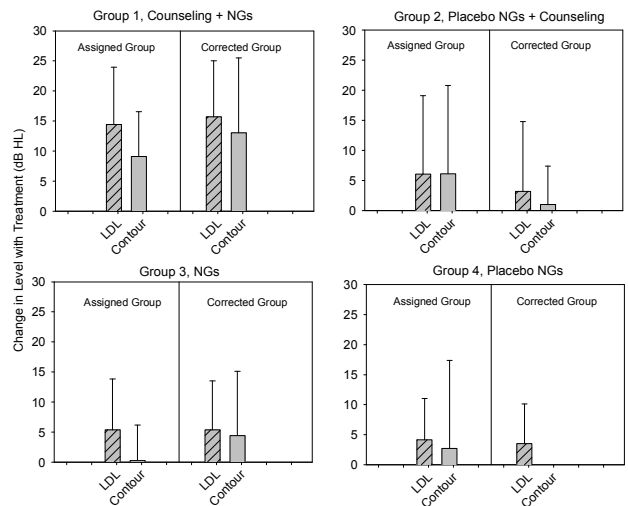 Group 1, Counseling + NGs
Assigned Group
Corrected Group
30
25
20
15
10
5
0
LDL
Contour
LDL
Contour
Group 2, Placebo NGs + Counseling
Assigned Group
Corrected Group
30
25
20
15
10
5
0
LDL
Contour
LDL
Contour
Change in Level with Treatment (dB HL)
Group 3, NGs
Assigned Group
Corrected Group
30
25
20
15
10
5
0
LDL
Contour
LDL
Contour
Group 4, Placebo NGs
Assigned Group
Corrected Group
30
25
20
15
10
5
0
LDL
Contour
LDL
Contour